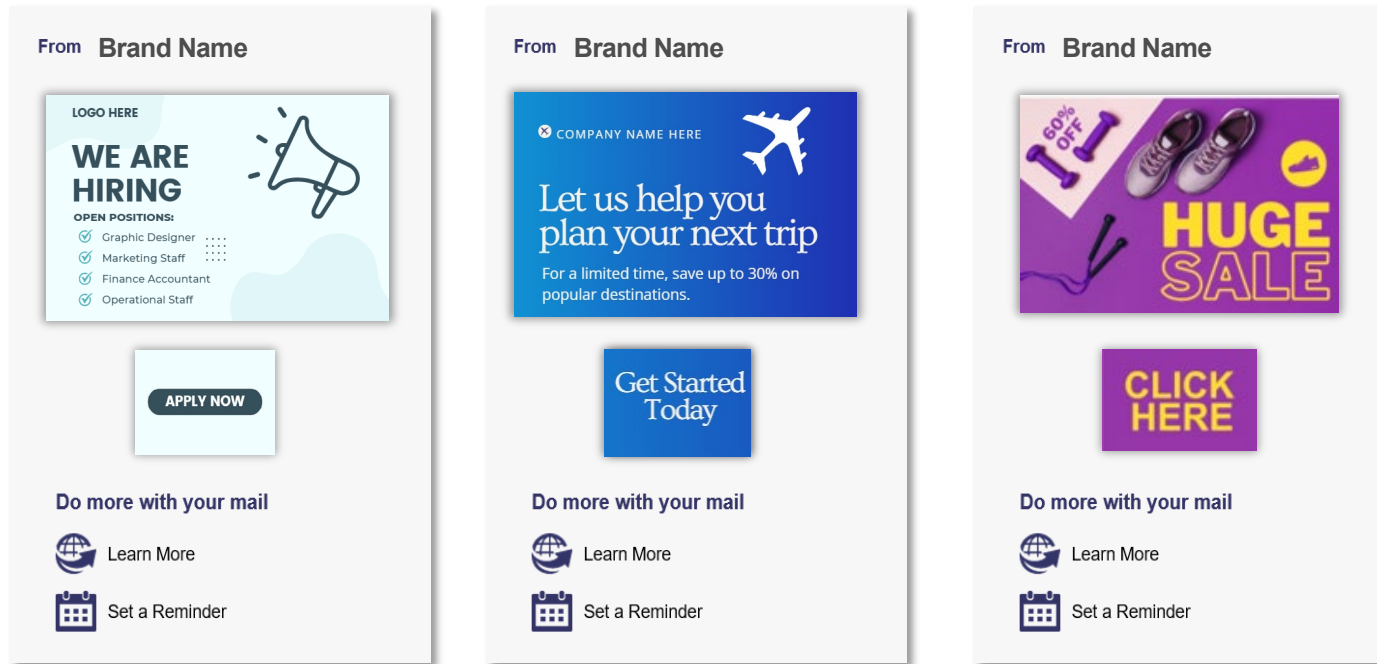 From Brand Name
LOGO HERE
WE ARE
HIRING
OPEN POSITIONS:
Graphic Designer
Marketing Staff
Finance Accountant
Operational Staff
APPLY NOW
Do more with your mail
Learn More
Set a Reminder
From Brand Name
COMPANY NAME HERE
Let us help you
plan your next trip
For a limited time, save up to 30% on
popular destinations.
Get Started
Today
Do more with your mail
Learn More
Set a Reminder
From Brand Name
60%
OFF
HUGE
SALE
CLICK
HERE
Do more with your mail
Learn More
Set a Reminder